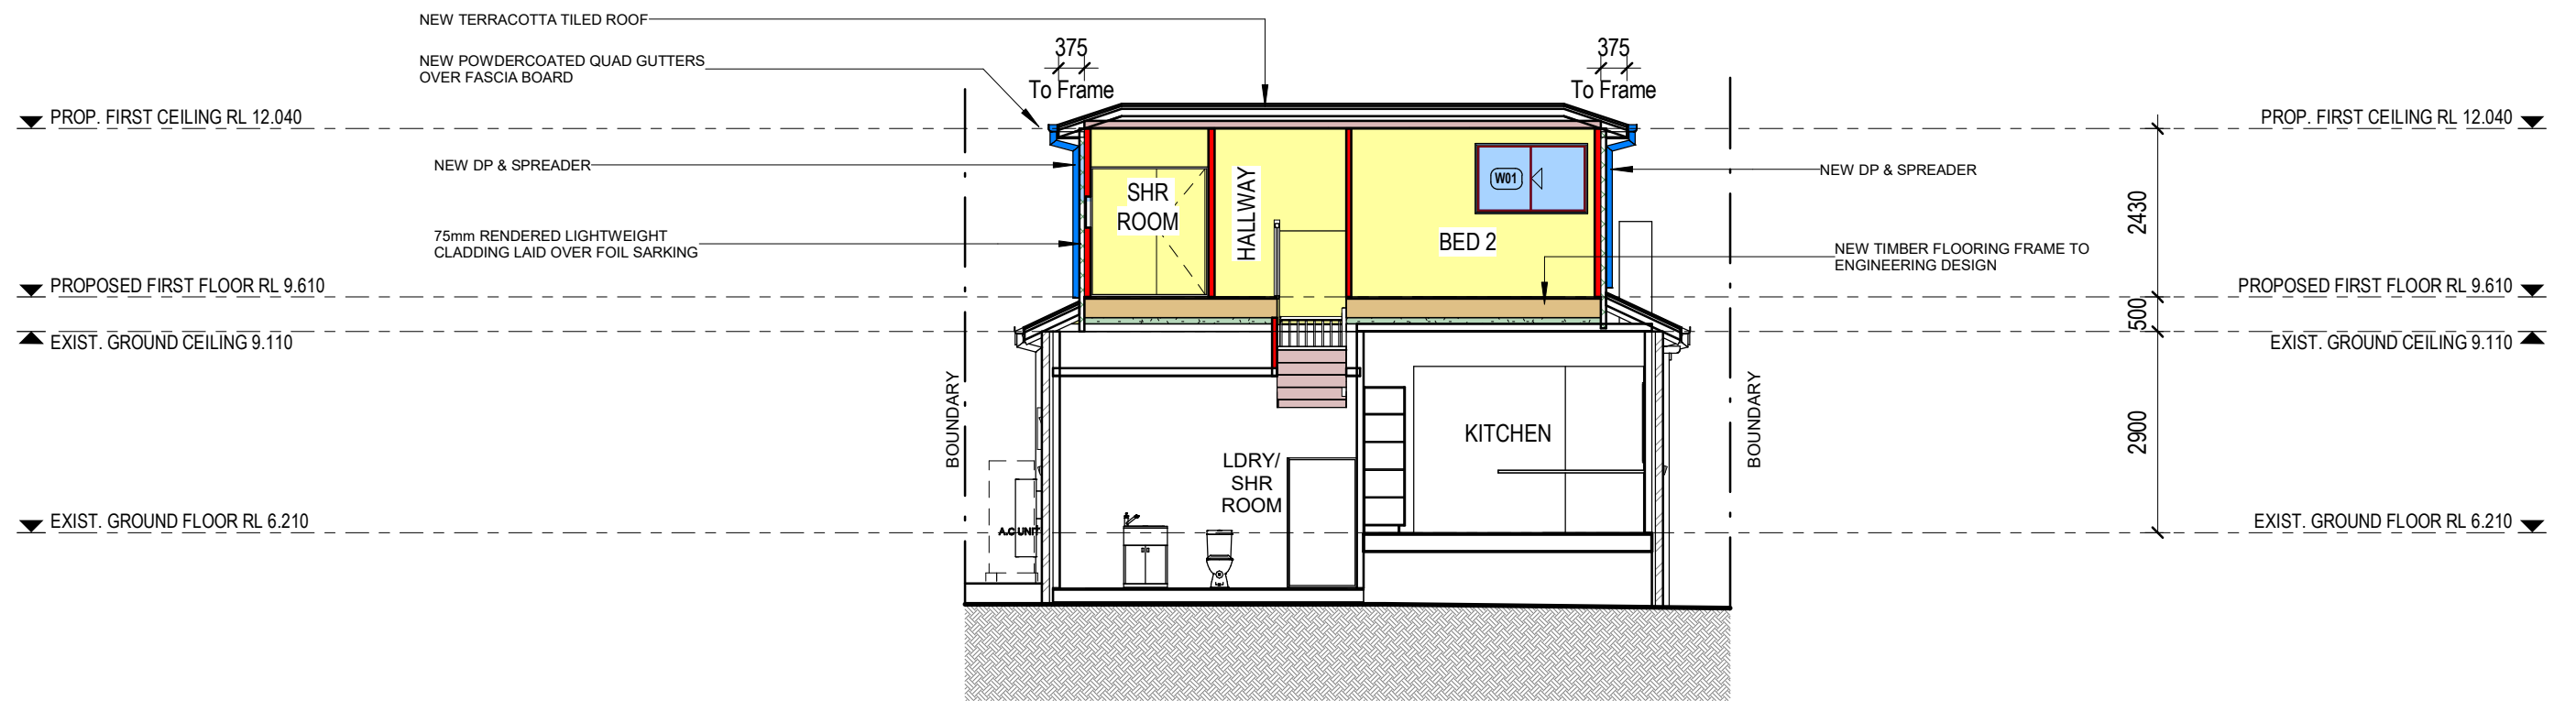 NEW TERRACOTTA TILED ROOF
NEW POWDERCOATED QUAD GUTTERS
OVER FASCIA BOARD
375
To Frame
375
To Frame
PROP. FIRST CEILING RL 12.040
PROP. FIRST CEILING RL 12.040
NEW DP & SPREADER
NEW DP & SPREADER
W01
SHR
ROOM
HALLWAY
BED 2
2430
75mm RENDERED LIGHTWEIGHT
CLADDING LAID OVER FOIL SARKING
NEW TIMBER FLOORING FRAME TO
ENGINEERING DESIGN
PROPOSED FIRST FLOOR RL 9.610
PROPOSED FIRST FLOOR RL 9.610
500
EXIST. GROUND CEILING 9.110
EXIST. GROUND CEILING 9.110
BOUNDARY
BOUNDARY
2900
KITCHEN
LDRY/
SHR
ROOM
EXIST. GROUND FLOOR RL 6.210
EXIST. GROUND FLOOR RL 6.210
A.C UNIT